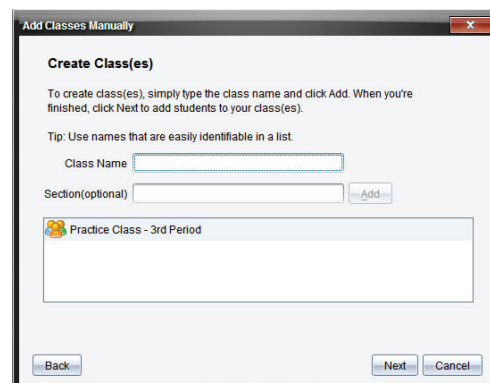 Add Classes Manually
Create Class(es)
To create class(es), simply type the class name and click Add. When you're
finished, click Next to add students to your class(es).
Tip: Use names that are easily identifiable in a list.
Class Name
Section(optional) Add
Practice Class - 3rd Period
Back Next Cancel